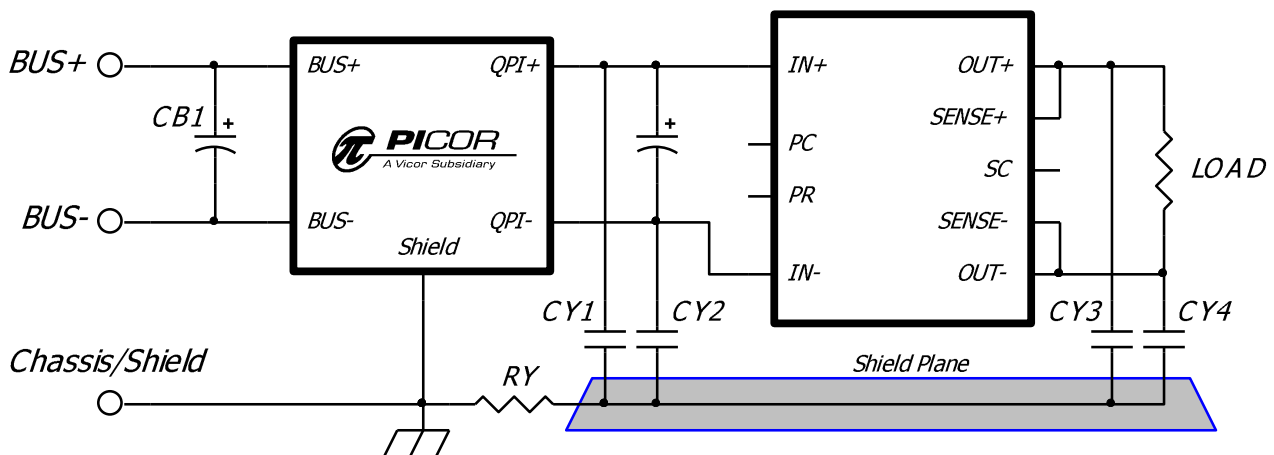 BUS+
CB1
+
BUS-
Chassis/Shield
BUS+
QPI+
PICOR
A Vicor Subsidiary
BUS-
QPI-
Shield
+
IN+
OUT+
SENSE+
PC
SC
PR
SENSE-
IN-
OUT-
LOAD
CY1
CY2
CY3
CY4
RY
Shield Plane